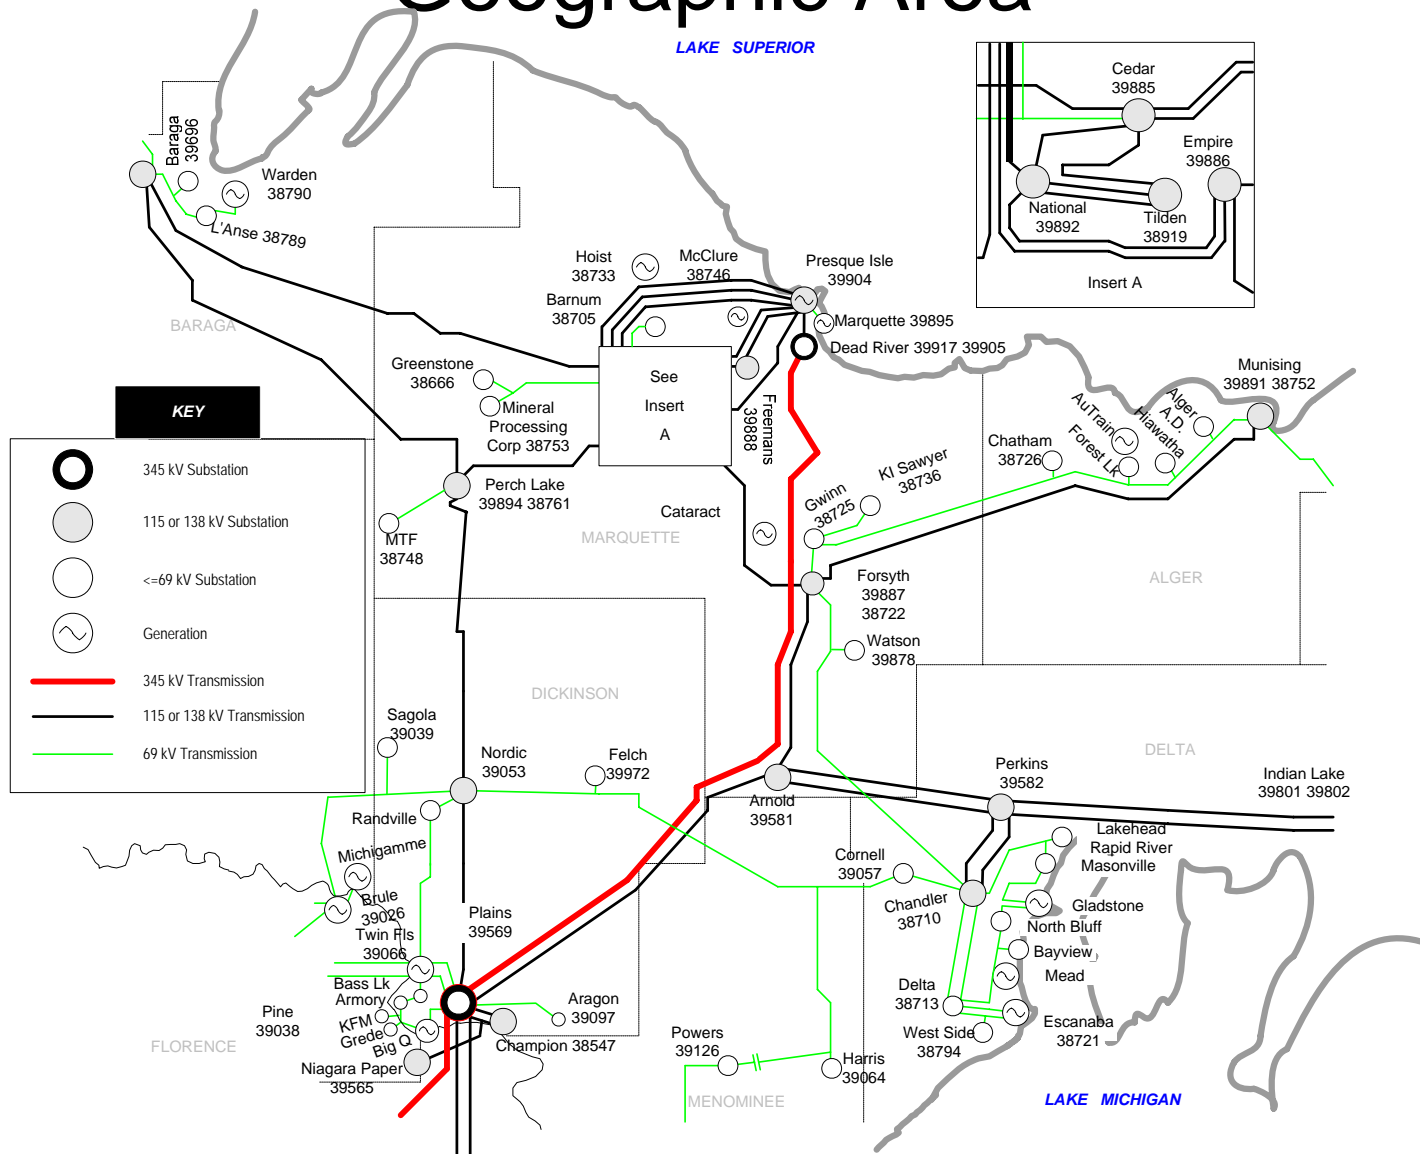 Geographic Area
LAKE SUPERIOR
Cedar
39885
Empire
39886
National
39892
Tilden
38919
Insert A
Baraga
39696
Warden
38790
L'Anse 38789
BARAGA
Hoist
38733
McClure
38746
Barnum
38705
Presque Isle
39904
Marquette 39895
Dead River 39917 39905
Greenstone
38666
Mineral
Processing
Corp 38753
See
Insert
A
Freemans
39888
Munising
39891 38752
Alger
A.D.
Hiawatha
AuTrain
Forest Lk
Chatham
38726
KI Sawyer
38736
Gwinn
38725
KEY
345 kV Substation
115 or 138 kV Substation
<=69 kV Substation
Generation
345 kV Transmission
115 or 138 kV Transmission
69 kV Transmission
Perch Lake
39894 38761
MTF
38748
Cataract
MARQUETTE
Forsyth
39887
38722
ALGER
Watson
39878
DICKINSON
Sagola
39039
Nordic
39053
Felch
39972
Randville
DELTA
Perkins
39582
Indian Lake
39801 39802
Arnold
39581
Michigamme
Brule
39026
Twin Fls
39066
Plains
39569
Cornell
39057
Chandler
38710
Lakehead
Rapid River
Masonville
Gladstone
North Bluff
Bayview
Mead
Delta
38713
Escanaba
38721
West Side
38794
Bass Lk
Armory
KFM
Grede
Big Q
Pine
39038
FLORENCE
Aragon
39097
Champion 38547
Niagara Paper
39565
Powers
39126
Harris
39064
MENOMINEE
LAKE MICHIGAN